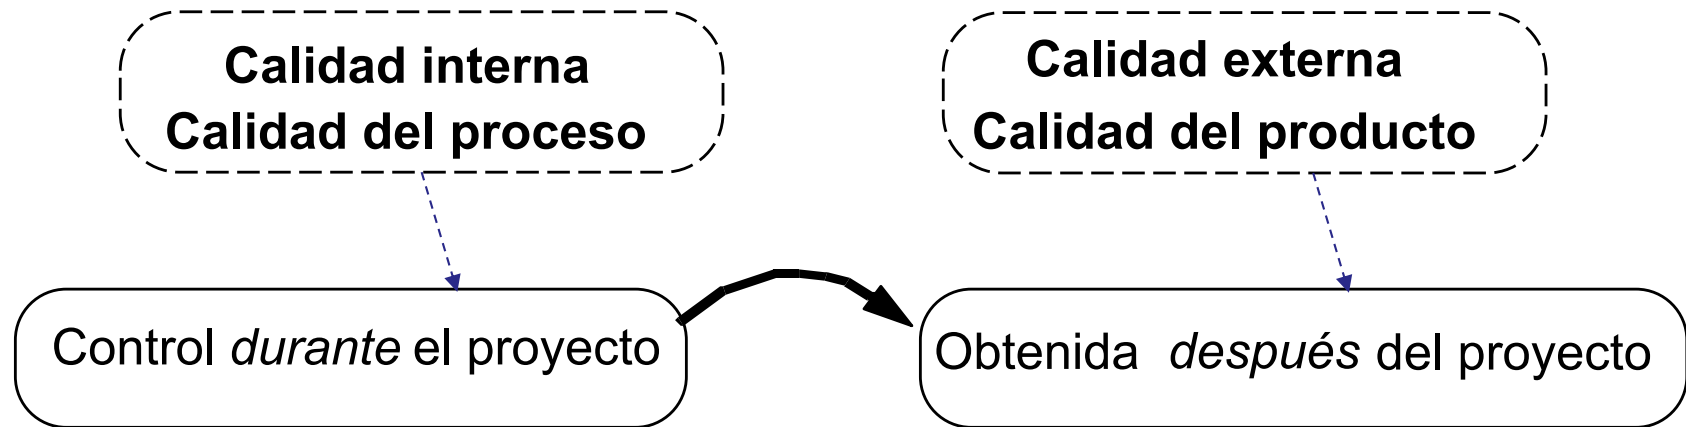 Calidad interna
Calidad del proceso
Calidad externa
Calidad del producto
Control durante el proyecto
Obtenida después del proyecto